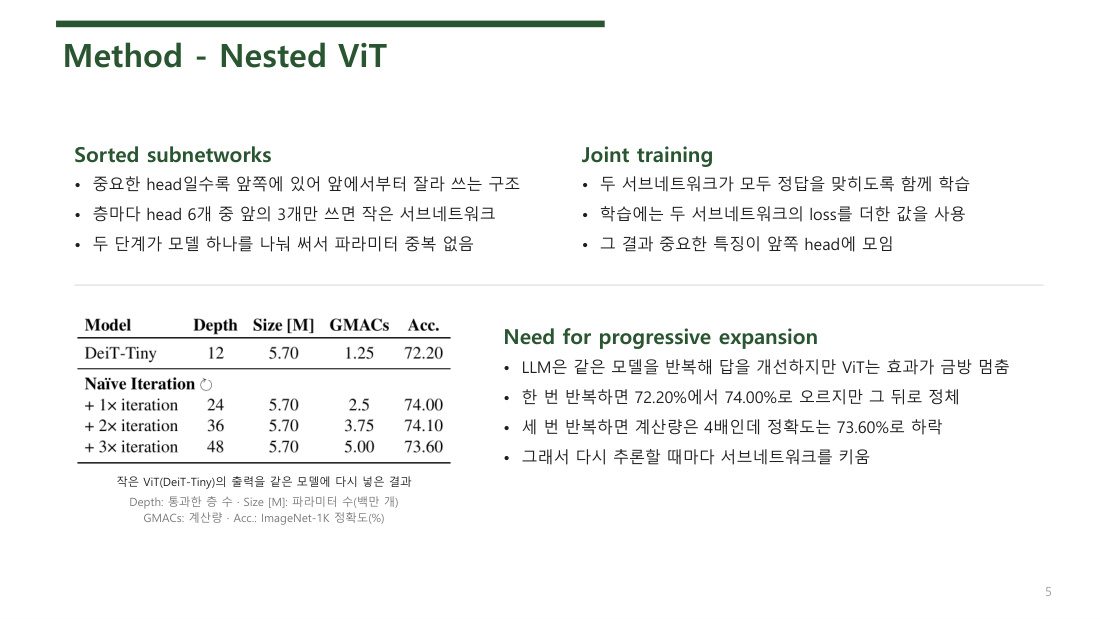 Method - Nested ViT
Sorted subnetworks
• 중요한 head일수록 앞쪽에 있어 앞에서부터 잘라 쓰는 구조
• 층마다 head 6개 중 앞의 3개만 쓰면 작은 서브네트워크
• 두 단계가 모델 하나를 나눠 써서 파라미터 중복 없음
Joint training
• 두 서브네트워크가 모두 정답을 맞히도록 함께 학습
• 학습에는 두 서브네트워크의 loss를 더한 값을 사용
• 그 결과 중요한 특징이 앞쪽 head에 모임
Model Depth Size [M] GMACs Acc.
DeiT-Tiny 12 5.70 1.25 72.20
Naïve Iteration ↻
+ 1× iteration 24 5.70 2.5 74.00
+ 2× iteration 36 5.70 3.75 74.10
+ 3× iteration 48 5.70 5.00 73.60
작은 ViT(DeiT-Tiny)의 출력을 같은 모델에 다시 넣은 결과
Depth: 통과한 층 수 · Size [M]: 파라미터 수(백만 개)
GMACs: 계산량 · Acc.: ImageNet-1K 정확도(%)
Need for progressive expansion
• LLM은 같은 모델을 반복해 답을 개선하지만 ViT는 효과가 금방 멈춤
• 한 번 반복하면 72.20%에서 74.00%로 오르지만 그 뒤로 정체
• 세 번 반복하면 계산량은 4배인데 정확도는 73.60%로 하락
• 그래서 다시 추론할 때마다 서브네트워크를 키움
5